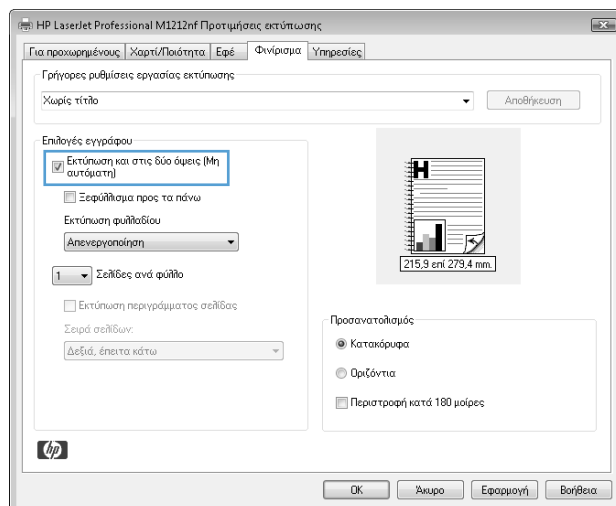 HP LaserJet Professional M1212nf Προτιμήσεις εκτύπωσης
Για προχωρημένους Χαρτί/Ποιότητα Εφέ Φινίρισμα Υπηρεσίες
Γρήγορες ρυθμίσεις εργασίας εκτύπωσης
Χωρίς τίτλο
Αποθήκευση
Επιλογές εγγράφου
Εκτύπωση και στις δύο όψεις (Μη
αυτόματη)
Ξεφύλλισμα προς τα πάνω
Εκτύπωση φυλλαδίου
Απενεργοποίηση
1 Σελίδες ανά φύλλο
Εκτύπωση περιγράμματος σελίδας
Σειρά σελίδων:
Δεξιά, έπειτα κάτω
H
215,9 επί 279,4 mm.
Προσανατολισμός
Κατακόρυφα
Οριζόντια
Περιστροφή κατά 180 μοίρες
hp
OK Άκυρο Εφαρμογή Βοήθεια